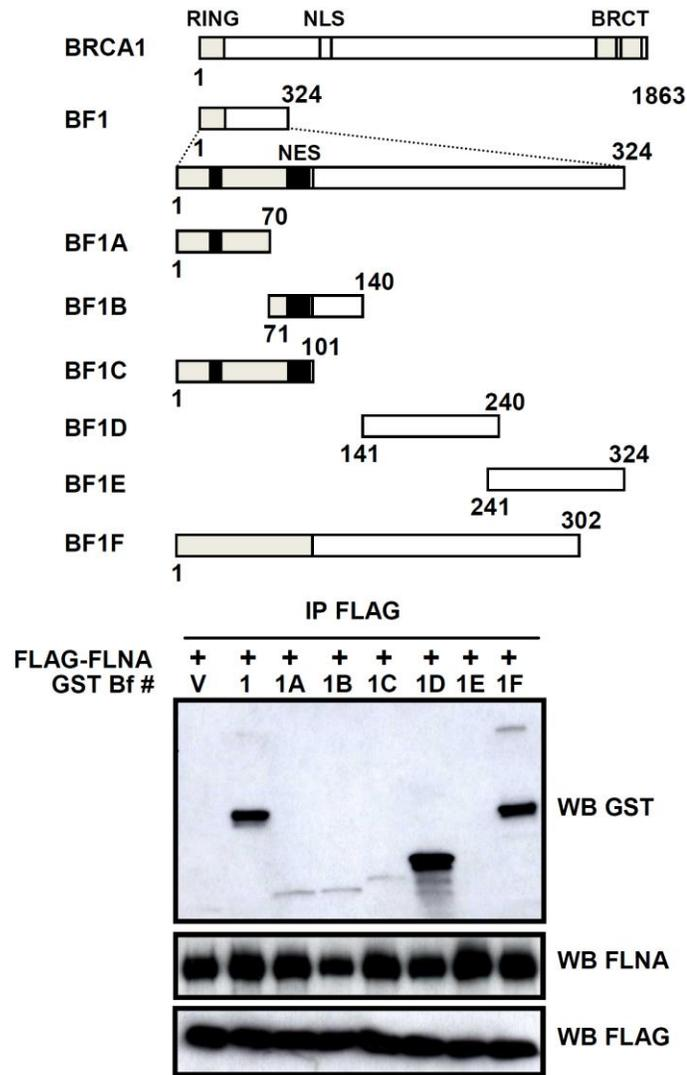 RING NLS BRCT
BRCA1
1 1863
BF1 324
1 NES 324
1
70
BF1A
1
140
BF1B
71
101
BF1C
1
240
BF1D
141
324
BF1E
241
302
BF1F
1
IP FLAG
FLAG-FLNA + + + + + + + +
GST Bf # V 1 1A 1B 1C 1D 1E 1F
WB GST
WB FLNA
WB FLAG